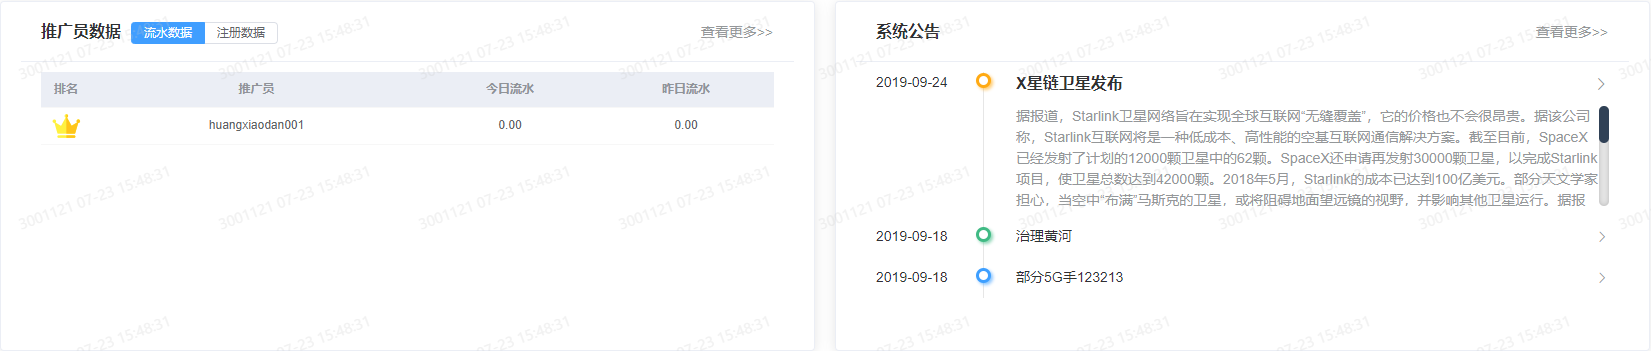 推广员数据 流水数据 注册数据 查看更多>>
排名 推广员 今日流水 昨日流水
huangxiaodan001 0.00 0.00
系统公告 查看更多>>
2019-09-24 X星链卫星发布
据报道，Starlink卫星网络旨在实现全球互联网“无缝覆盖”，它的价格也不会很昂贵。据该公司
称，Starlink互联网将是一种低成本、高性能的空基互联网通信解决方案。截至目前，SpaceX
已经发射了计划的12000颗卫星中的62颗。SpaceX还申请再发射30000颗卫星，以完成Starlink
项目，使卫星总数达到42000颗。2018年5月，Starlink的成本已达到100亿美元。部分天文学家
担心，当空中“布满”马斯克的卫星，或将阻碍地面望远镜的视野，并影响其他卫星运行。据报
2019-09-18 治理黄河
2019-09-18 部分5G手123213
3001121 07-23 15:48:31